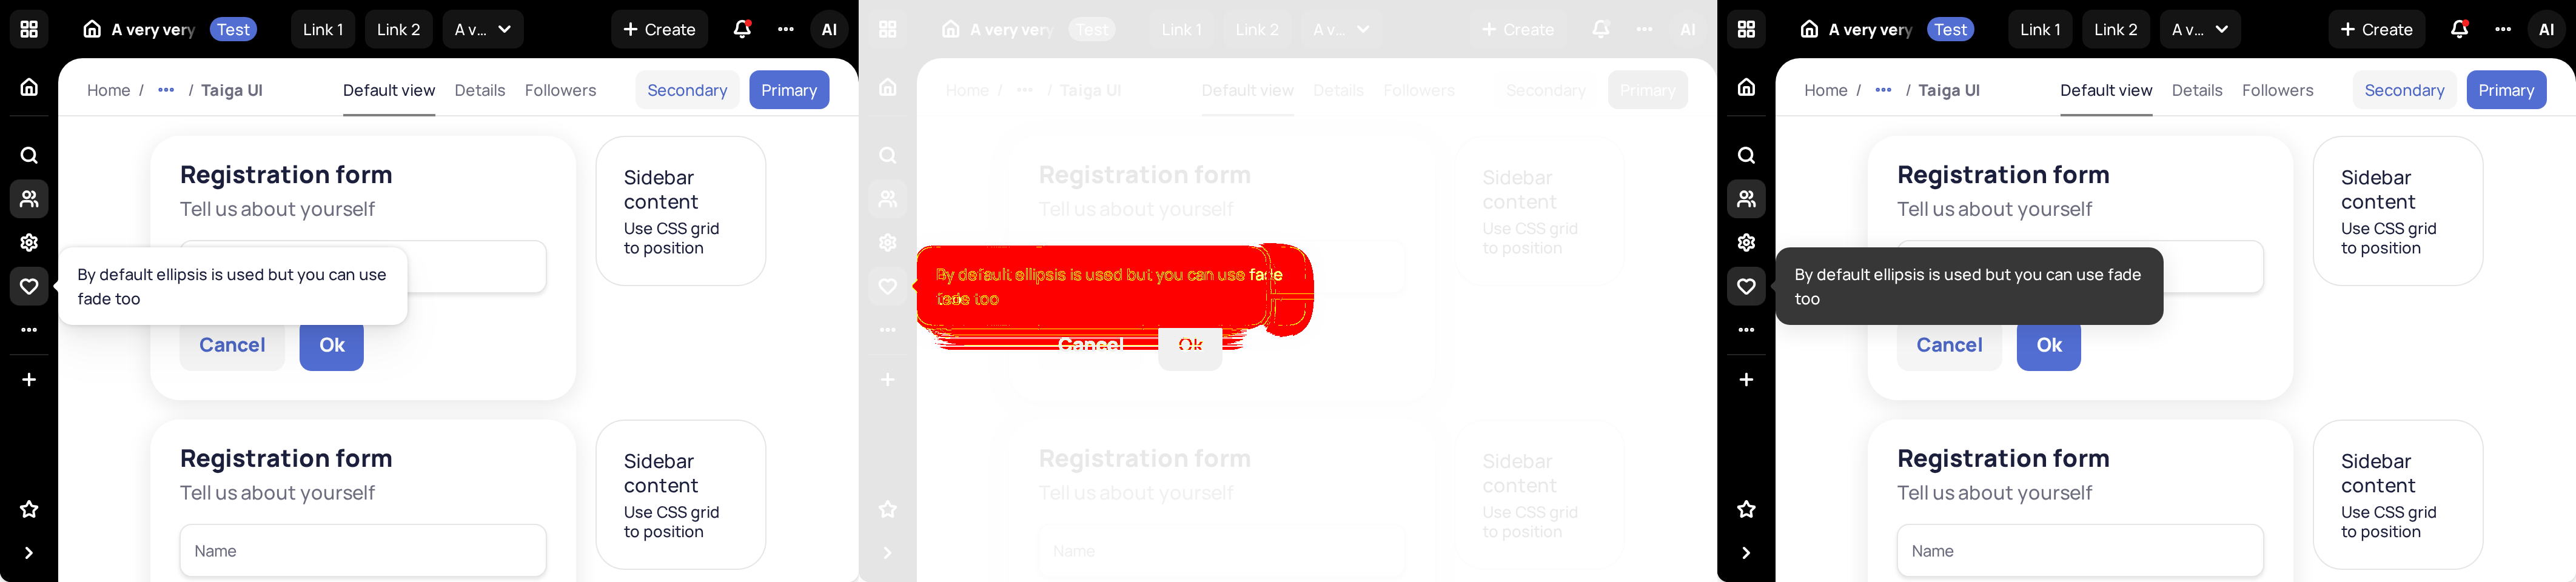 A very very Test Link 1 Link 2 A v... Create AI
Home / ... / Taiga UI Default view Details Followers Secondary Primary
Registration form
Tell us about yourself
By default ellipsis is used but you can use
fade too
Cancel Ok
Sidebar
content
Use CSS grid
to position
Registration form
Tell us about yourself
Name
Sidebar
content
Use CSS grid
to position
A very very Test Link 1 Link 2 A v... Create AI
Home / ... / Taiga UI Default view Details Followers Secondary Primary
Registration form
Tell us about yourself
By default ellipsis is used but you can use fade
too
Cancel Ok
Sidebar
content
Use CSS grid
to position
Registration form
Tell us about yourself
Name
Sidebar
content
Use CSS grid
to position
A very very Test Link 1 Link 2 A v... Create AI
Home / ... / Taiga UI Default view Details Followers Secondary Primary
Registration form
Tell us about yourself
By default ellipsis is used but you can use fade
too
Cancel Ok
Sidebar
content
Use CSS grid
to position
Registration form
Tell us about yourself
Name
Sidebar
content
Use CSS grid
to position